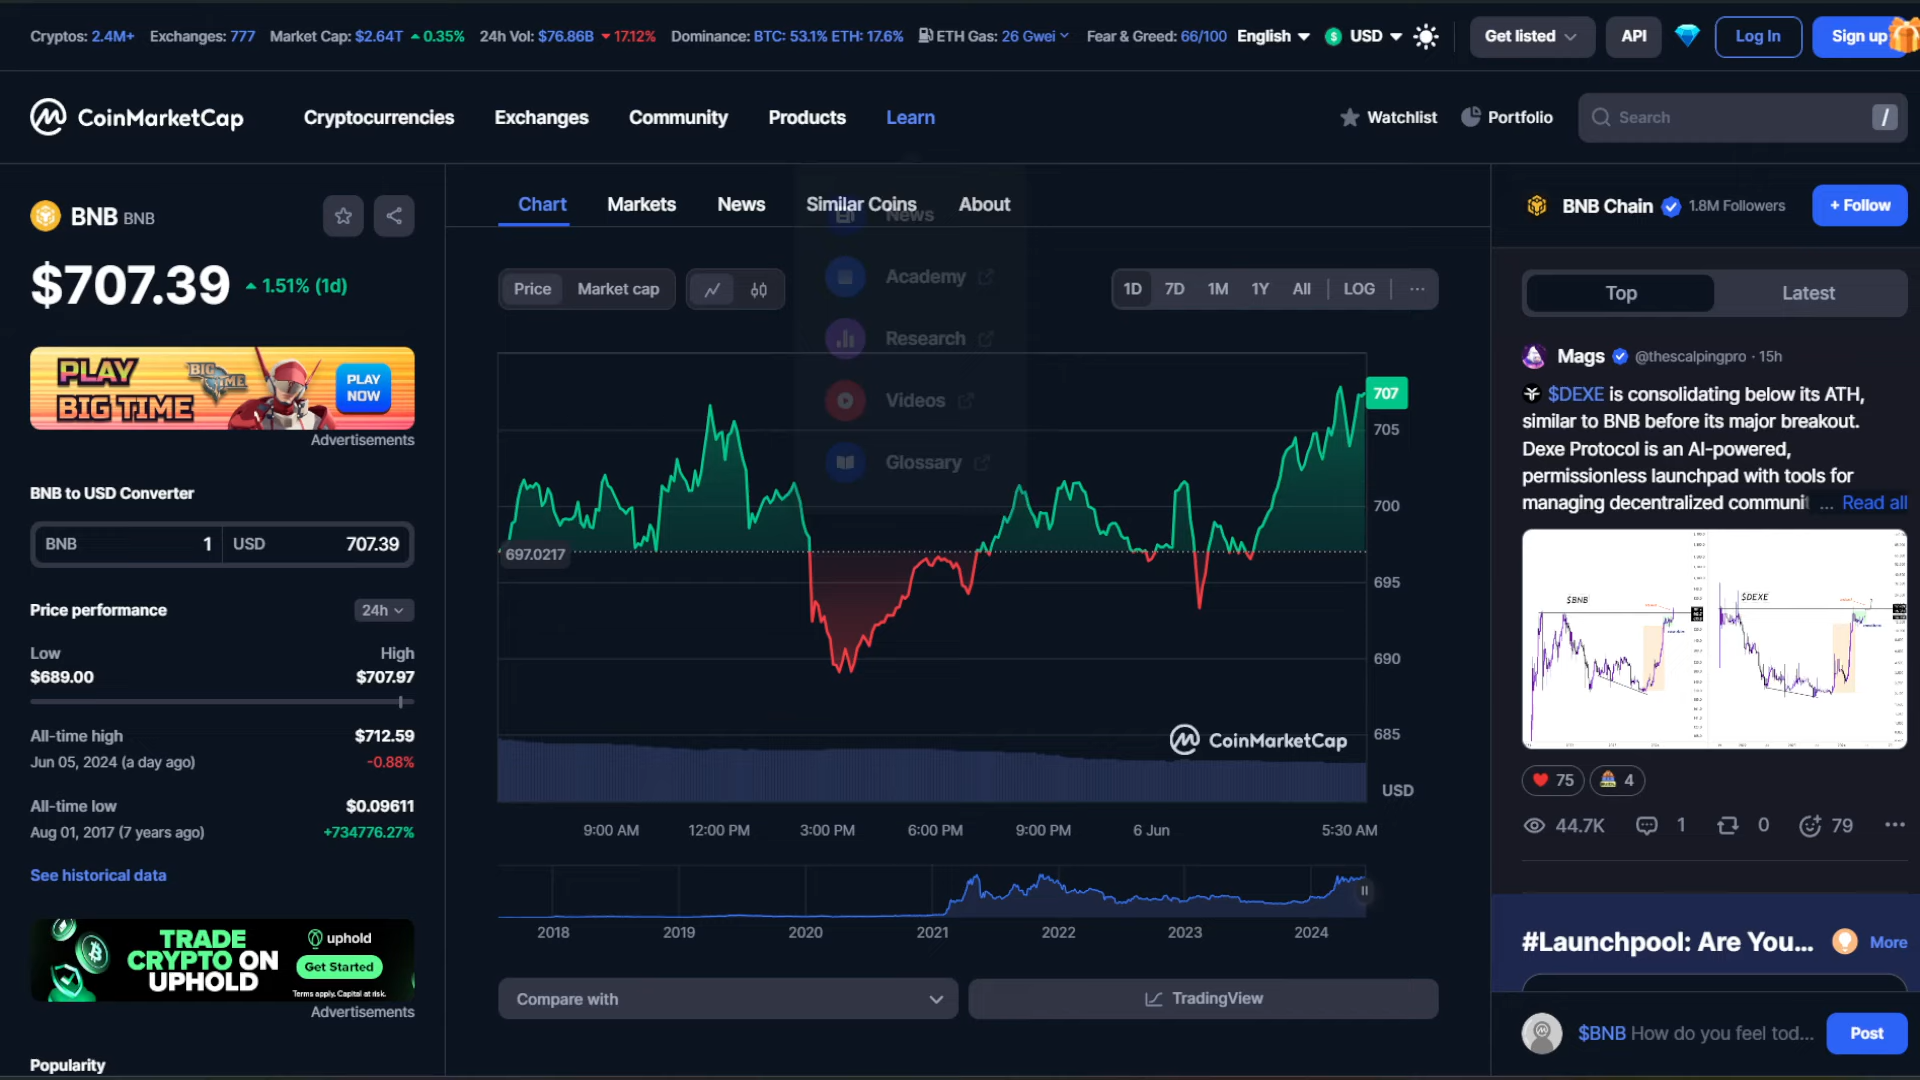 Cryptos: 2.4M+ Exchanges: 777 Market Cap: $2.64T 0.35% 24h Vol: $76.86B 17.12% Dominance: BTC: 53.1% ETH: 17.6% ETH Gas: 26 Gwei Fear & Greed: 66/100 English USD Get listed API Log In Sign up
CoinMarketCap Cryptocurrencies Exchanges Community Products Learn Watchlist Portfolio Search /
BNB BNB
$707.39 1.51% (1d)
PLAY
BIG TIME
BIG TIME
PLAY NOW
Advertisements
BNB to USD Converter
BNB 1 USD 707.39
Price performance 24h
Low High
$689.00 $707.97
All-time high $712.59
Jun 05, 2024 (a day ago) -0.88%
All-time low $0.09611
Aug 01, 2017 (7 years ago) +734776.27%
See historical data
TRADE
CRYPTO ON
UPHOLD
uphold
Get Started
Terms apply. Capital at risk.
Advertisements
Popularity
Chart Markets News Similar Coins About
News
Academy
Research
Videos
Glossary
Price Market cap 1D 7D 1M 1Y All LOG ...
707
705
700
697.0217
695
690
685
CoinMarketCap
USD
9:00 AM 12:00 PM 3:00 PM 6:00 PM 9:00 PM 6 Jun 5:30 AM
2018 2019 2020 2021 2022 2023 2024
Compare with TradingView
BNB Chain 1.8M Followers + Follow
Top Latest
Mags @thescalpingpro · 15h
$DEXE is consolidating below its ATH,
similar to BNB before its major breakout.
Dexe Protocol is an AI-powered,
permissionless launchpad with tools for
managing decentralized communit ... Read all
$BNB $DEXE
75 4
44.7K 1 0 79 ...
#Launchpool: Are You... More
$BNB How do you feel tod... Post